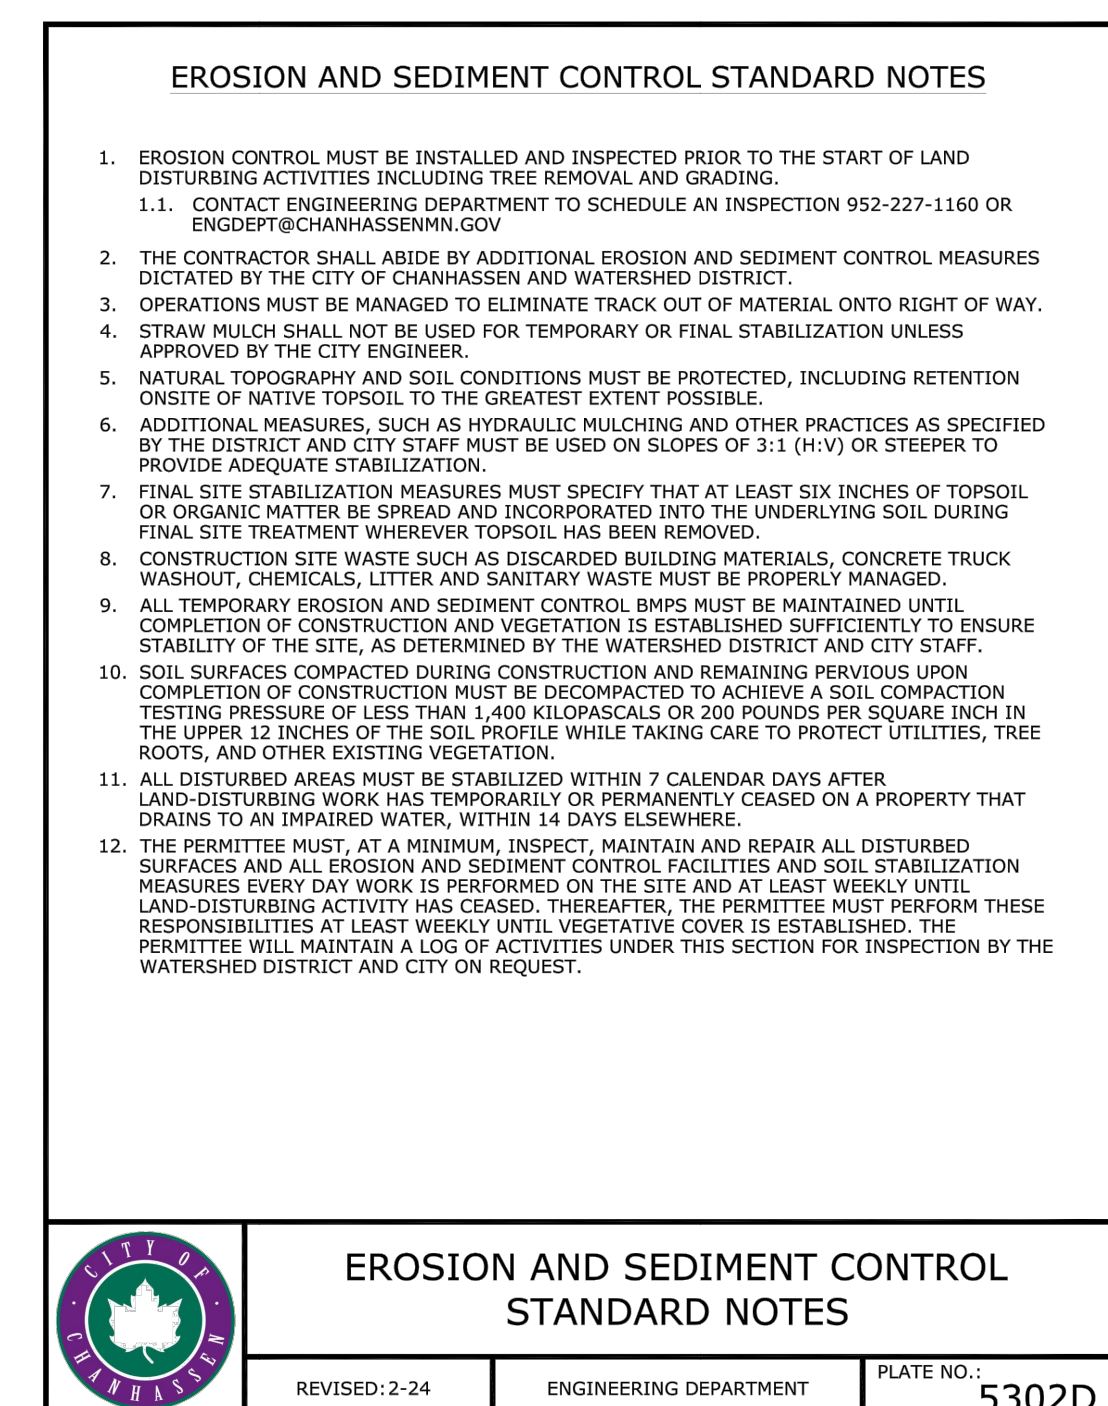 EROSION AND SEDIMENT CONTROL STANDARD NOTES
1. EROSION CONTROL MUST BE INSTALLED AND INSPECTED PRIOR TO THE START OF LAND
DISTURBING ACTIVITIES INCLUDING TREE REMOVAL AND GRADING.
1.1. CONTACT ENGINEERING DEPARTMENT TO SCHEDULE AN INSPECTION 952-227-1160 OR
ENGDEPT@CHANHASSENMN.GOV
2. THE CONTRACTOR SHALL ABIDE BY ADDITIONAL EROSION AND SEDIMENT CONTROL MEASURES
DICTATED BY THE CITY OF CHANHASSEN AND WATERSHED DISTRICT.
3. OPERATIONS MUST BE MANAGED TO ELIMINATE TRACK OUT OF MATERIAL ONTO RIGHT OF WAY.
4. STRAW MULCH SHALL NOT BE USED FOR TEMPORARY OR FINAL STABILIZATION UNLESS
APPROVED BY THE CITY ENGINEER.
5. NATURAL TOPOGRAPHY AND SOIL CONDITIONS MUST BE PROTECTED, INCLUDING RETENTION
ONSITE OF NATIVE TOPSOIL TO THE GREATEST EXTENT POSSIBLE.
6. ADDITIONAL MEASURES, SUCH AS HYDRAULIC MULCHING AND OTHER PRACTICES AS SPECIFIED
BY THE DISTRICT AND CITY STAFF MUST BE USED ON SLOPES OF 3:1 (H:V) OR STEEPER TO
PROVIDE ADEQUATE STABILIZATION.
7. FINAL SITE STABILIZATION MEASURES MUST SPECIFY THAT AT LEAST SIX INCHES OF TOPSOIL
OR ORGANIC MATTER BE SPREAD AND INCORPORATED INTO THE UNDERLYING SOIL DURING
FINAL SITE TREATMENT WHEREVER TOPSOIL HAS BEEN REMOVED.
8. CONSTRUCTION SITE WASTE SUCH AS DISCARDED BUILDING MATERIALS, CONCRETE TRUCK
WASHOUT, CHEMICALS, LITTER AND SANITARY WASTE MUST BE PROPERLY MANAGED.
9. ALL TEMPORARY EROSION AND SEDIMENT CONTROL BMPS MUST BE MAINTAINED UNTIL
COMPLETION OF CONSTRUCTION AND VEGETATION IS ESTABLISHED SUFFICIENTLY TO ENSURE
STABILITY OF THE SITE, AS DETERMINED BY THE WATERSHED DISTRICT AND CITY STAFF.
10. SOIL SURFACES COMPACTED DURING CONSTRUCTION AND REMAINING PERVIOUS UPON
COMPLETION OF CONSTRUCTION MUST BE DECOMPACTED TO ACHIEVE A SOIL COMPACTION
TESTING PRESSURE OF LESS THAN 1,400 KILOPASCALS OR 200 POUNDS PER SQUARE INCH IN
THE UPPER 12 INCHES OF THE SOIL PROFILE WHILE TAKING CARE TO PROTECT UTILITIES, TREE
ROOTS, AND OTHER EXISTING VEGETATION.
11. ALL DISTURBED AREAS MUST BE STABILIZED WITHIN 7 CALENDAR DAYS AFTER
LAND-DISTURBING WORK HAS TEMPORARILY OR PERMANENTLY CEASED ON A PROPERTY THAT
DRAINS TO AN IMPAIRED WATER, WITHIN 14 DAYS ELSEWHERE.
12. THE PERMITTEE MUST, AT A MINIMUM, INSPECT, MAINTAIN AND REPAIR ALL DISTURBED
SURFACES AND ALL EROSION AND SEDIMENT CONTROL FACILITIES AND SOIL STABILIZATION
MEASURES EVERY DAY WORK IS PERFORMED ON THE SITE AND AT LEAST WEEKLY UNTIL
LAND-DISTURBING ACTIVITY HAS CEASED. THEREAFTER, THE PERMITTEE MUST PERFORM THESE
RESPONSIBILITIES AT LEAST WEEKLY UNTIL VEGETATIVE COVER IS ESTABLISHED. THE
PERMITTEE WILL MAINTAIN A LOG OF ACTIVITIES UNDER THIS SECTION FOR INSPECTION BY THE
WATERSHED DISTRICT AND CITY ON REQUEST.
CITY OF
CHANHASSEN
EROSION AND SEDIMENT CONTROL
STANDARD NOTES
REVISED: 2-24
ENGINEERING DEPARTMENT
PLATE NO.:
5302D